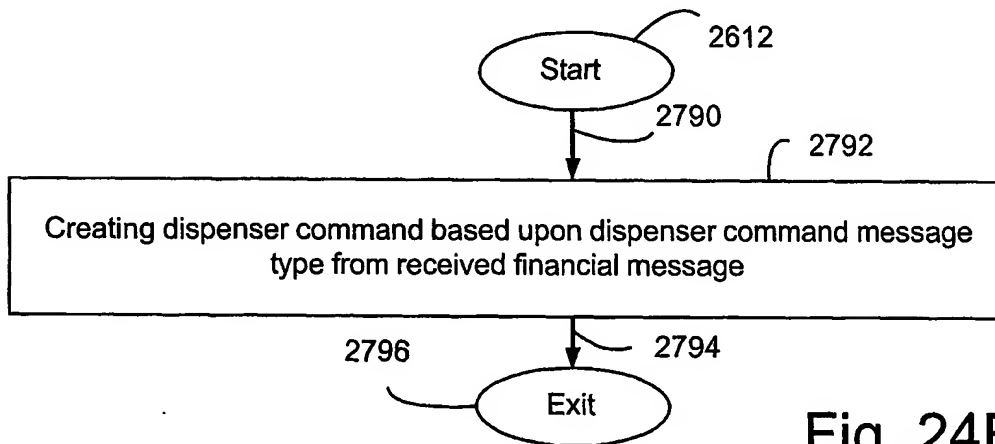 2612
Start
2790
2792
Creating dispenser command based upon dispenser command message
type from received financial message
2796
2794
Exit
Fig.